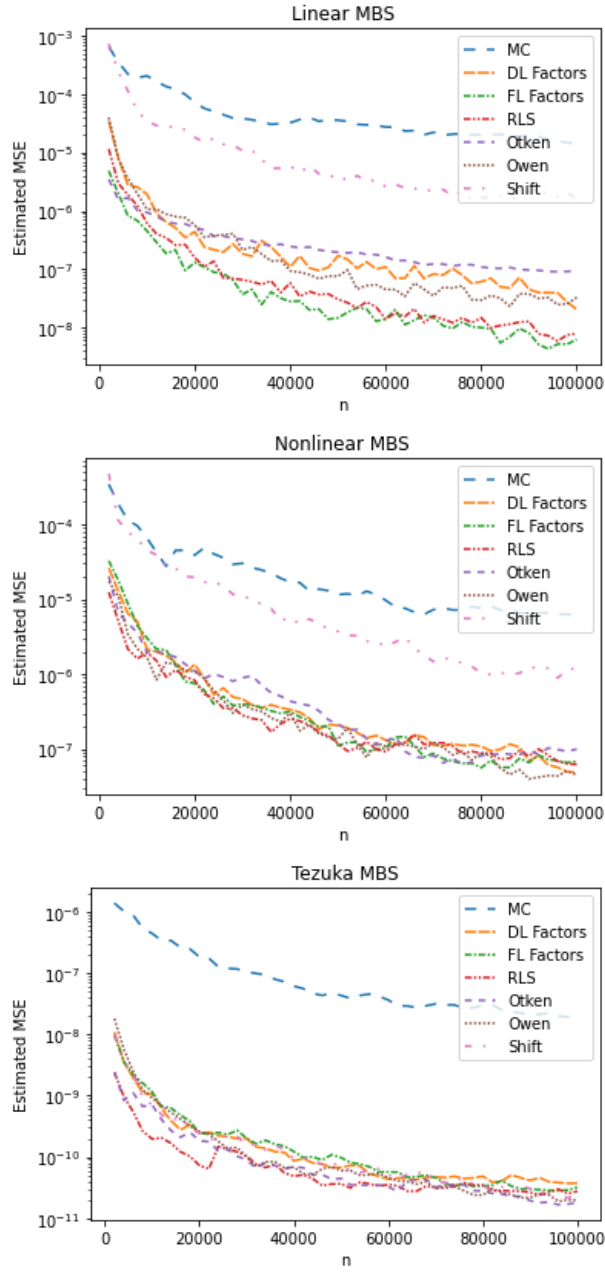 Linear MBS
10⁻³
10⁻⁴
10⁻⁵
10⁻⁶
10⁻⁷
10⁻⁸
Estimated MSE
MC
DL Factors
FL Factors
RLS
Otken
Owen
Shift
0 20000 40000 60000 80000 100000
n
Nonlinear MBS
10⁻⁴
10⁻⁵
10⁻⁶
10⁻⁷
Estimated MSE
MC
DL Factors
FL Factors
RLS
Otken
Owen
Shift
0 20000 40000 60000 80000 100000
n
Tezuka MBS
10⁻⁶
10⁻⁷
10⁻⁸
10⁻⁹
10⁻¹⁰
10⁻¹¹
Estimated MSE
MC
DL Factors
FL Factors
RLS
Otken
Owen
Shift
0 20000 40000 60000 80000 100000
n